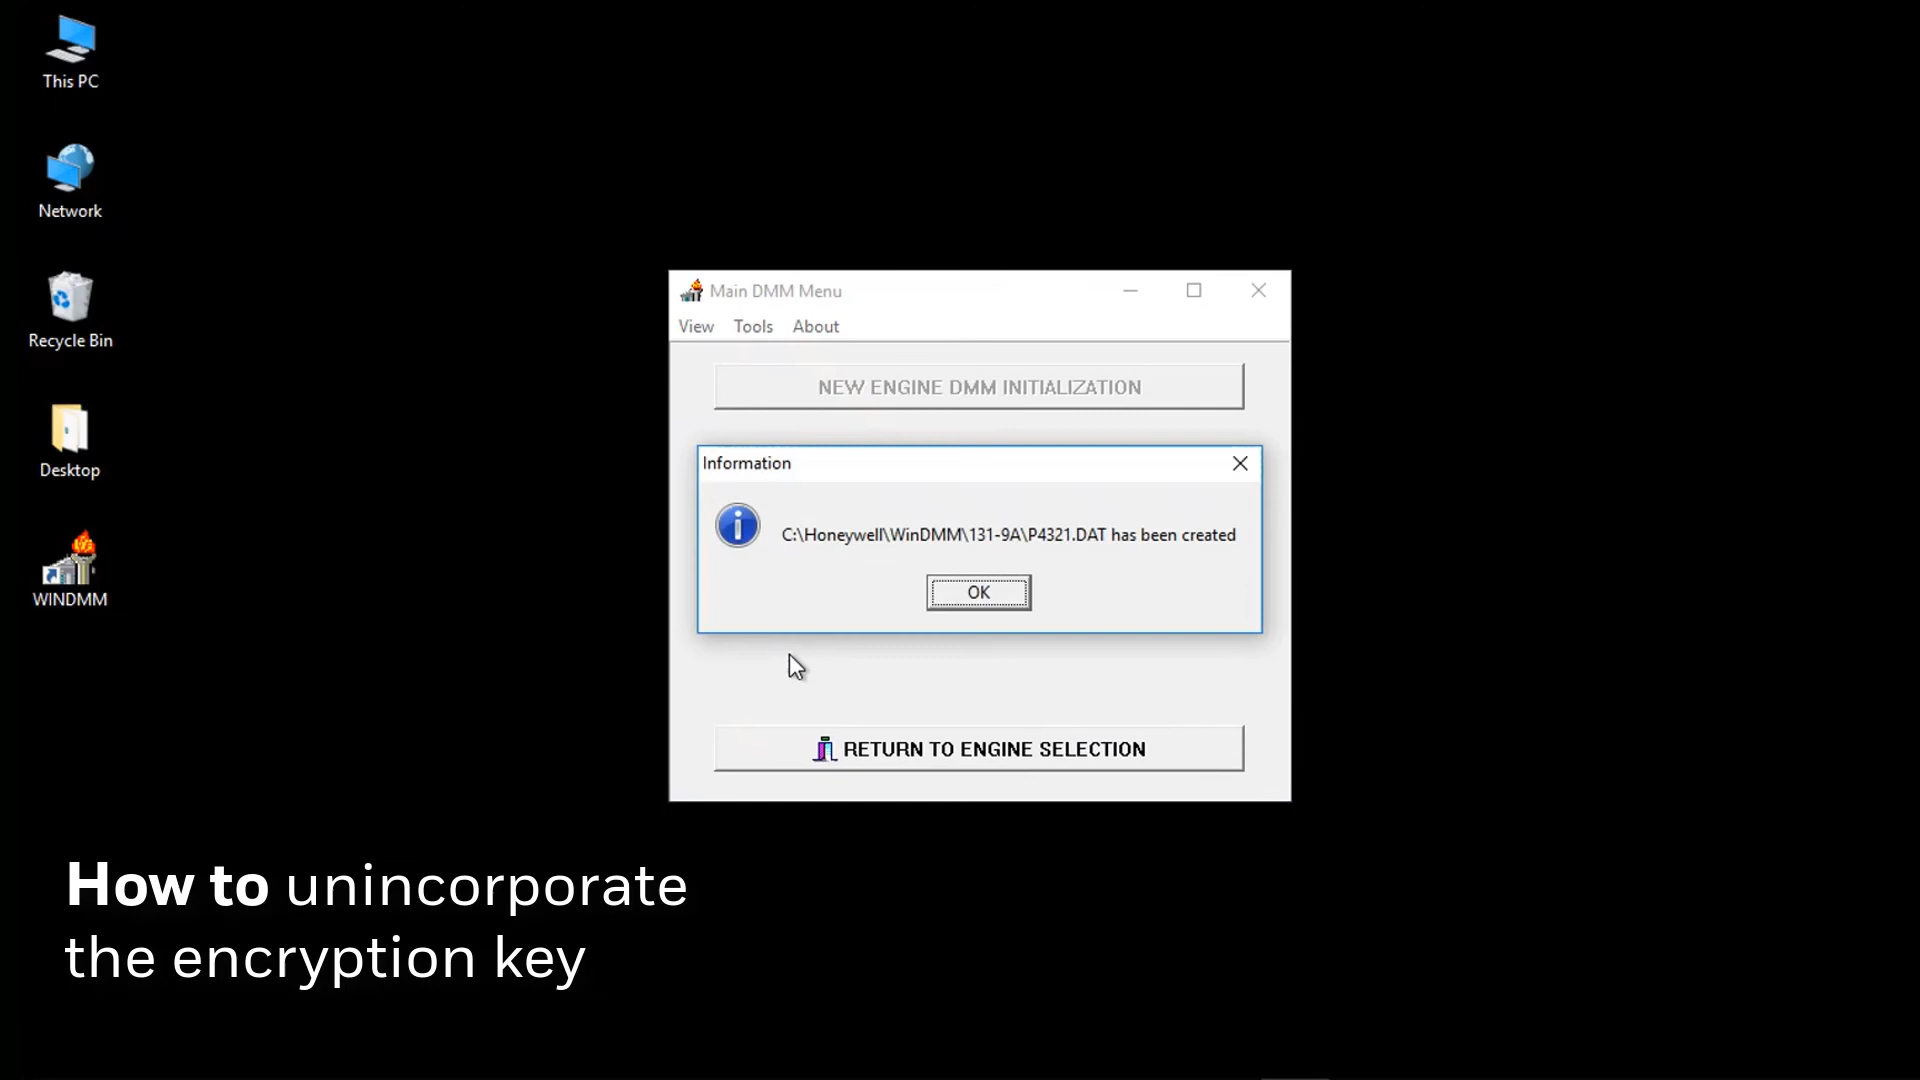 This PC
Network
Recycle Bin
Desktop
WINDMM
Main DMM Menu
View Tools About
NEW ENGINE DMM INITIALIZATION
Information
C:\Honeywell\WinDMM\131-9A\P4321.DAT has been created
OK
RETURN TO ENGINE SELECTION
How to unincorporate
the encryption key